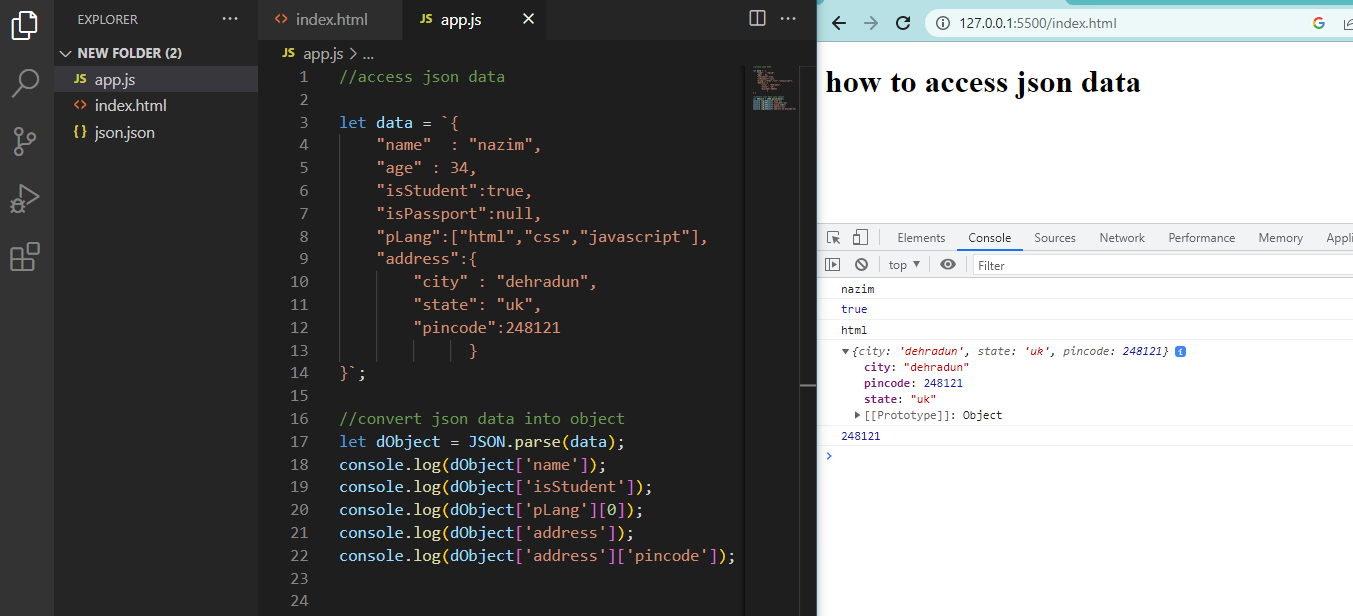 EXPLORER ...
NEW FOLDER (2)
JS app.js
<> index.html
{} json.json
<> index.html JS app.js ×
JS app.js > ...
1 //access json data
2
3 let data = `{
4 "name"  : "nazim",
5 "age" : 34,
6 "isStudent":true,
7 "isPassport":null,
8 "pLang":["html","css","javascript"],
9 "address":{
10 "city" : "dehradun",
11 "state": "uk",
12 "pincode":248121
13 }
14 }`;
15
16 //convert json data into object
17 let dObject = JSON.parse(data);
18 console.log(dObject['name']);
19 console.log(dObject['isStudent']);
20 console.log(dObject['pLang'][0]);
21 console.log(dObject['address']);
22 console.log(dObject['address']['pincode']);
23
24
127.0.0.1:5500/index.html
how to access json data
Elements Console Sources Network Performance Memory Appli
top Filter
nazim
true
html
{city: 'dehradun', state: 'uk', pincode: 248121}
city: "dehradun"
pincode: 248121
state: "uk"
[[Prototype]]: Object
248121